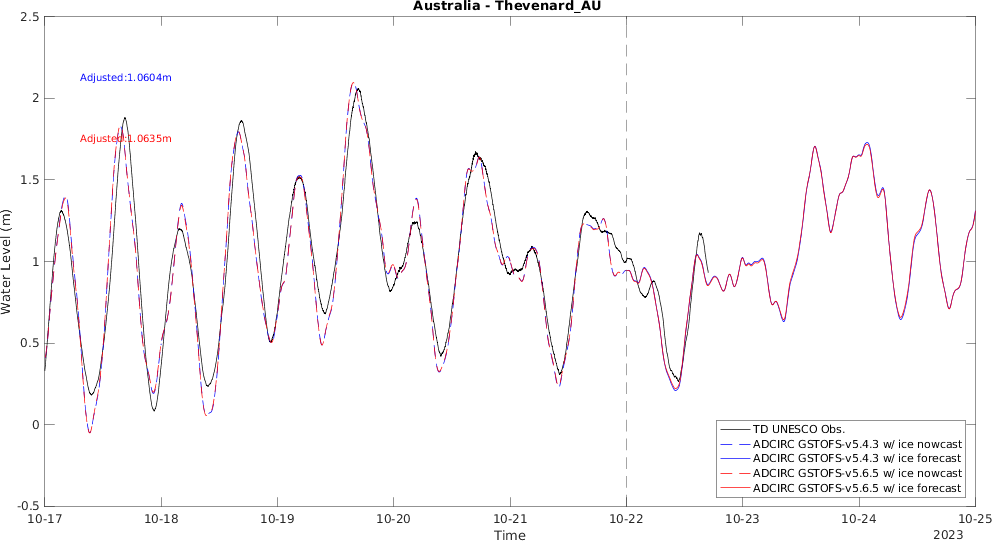 Australia - Thevenard_AU
2.5
2
1.5
1
0.5
0
-0.5
Water Level (m)
Adjusted:1.0604m
Adjusted:1.0635m
TD UNESCO Obs.
ADCIRC GSTOFS-v5.4.3 w/ ice nowcast
ADCIRC GSTOFS-v5.4.3 w/ ice forecast
ADCIRC GSTOFS-v5.6.5 w/ ice nowcast
ADCIRC GSTOFS-v5.6.5 w/ ice forecast
10-17 10-18 10-19 10-20 10-21 10-22 10-23 10-24 10-25
Time
2023